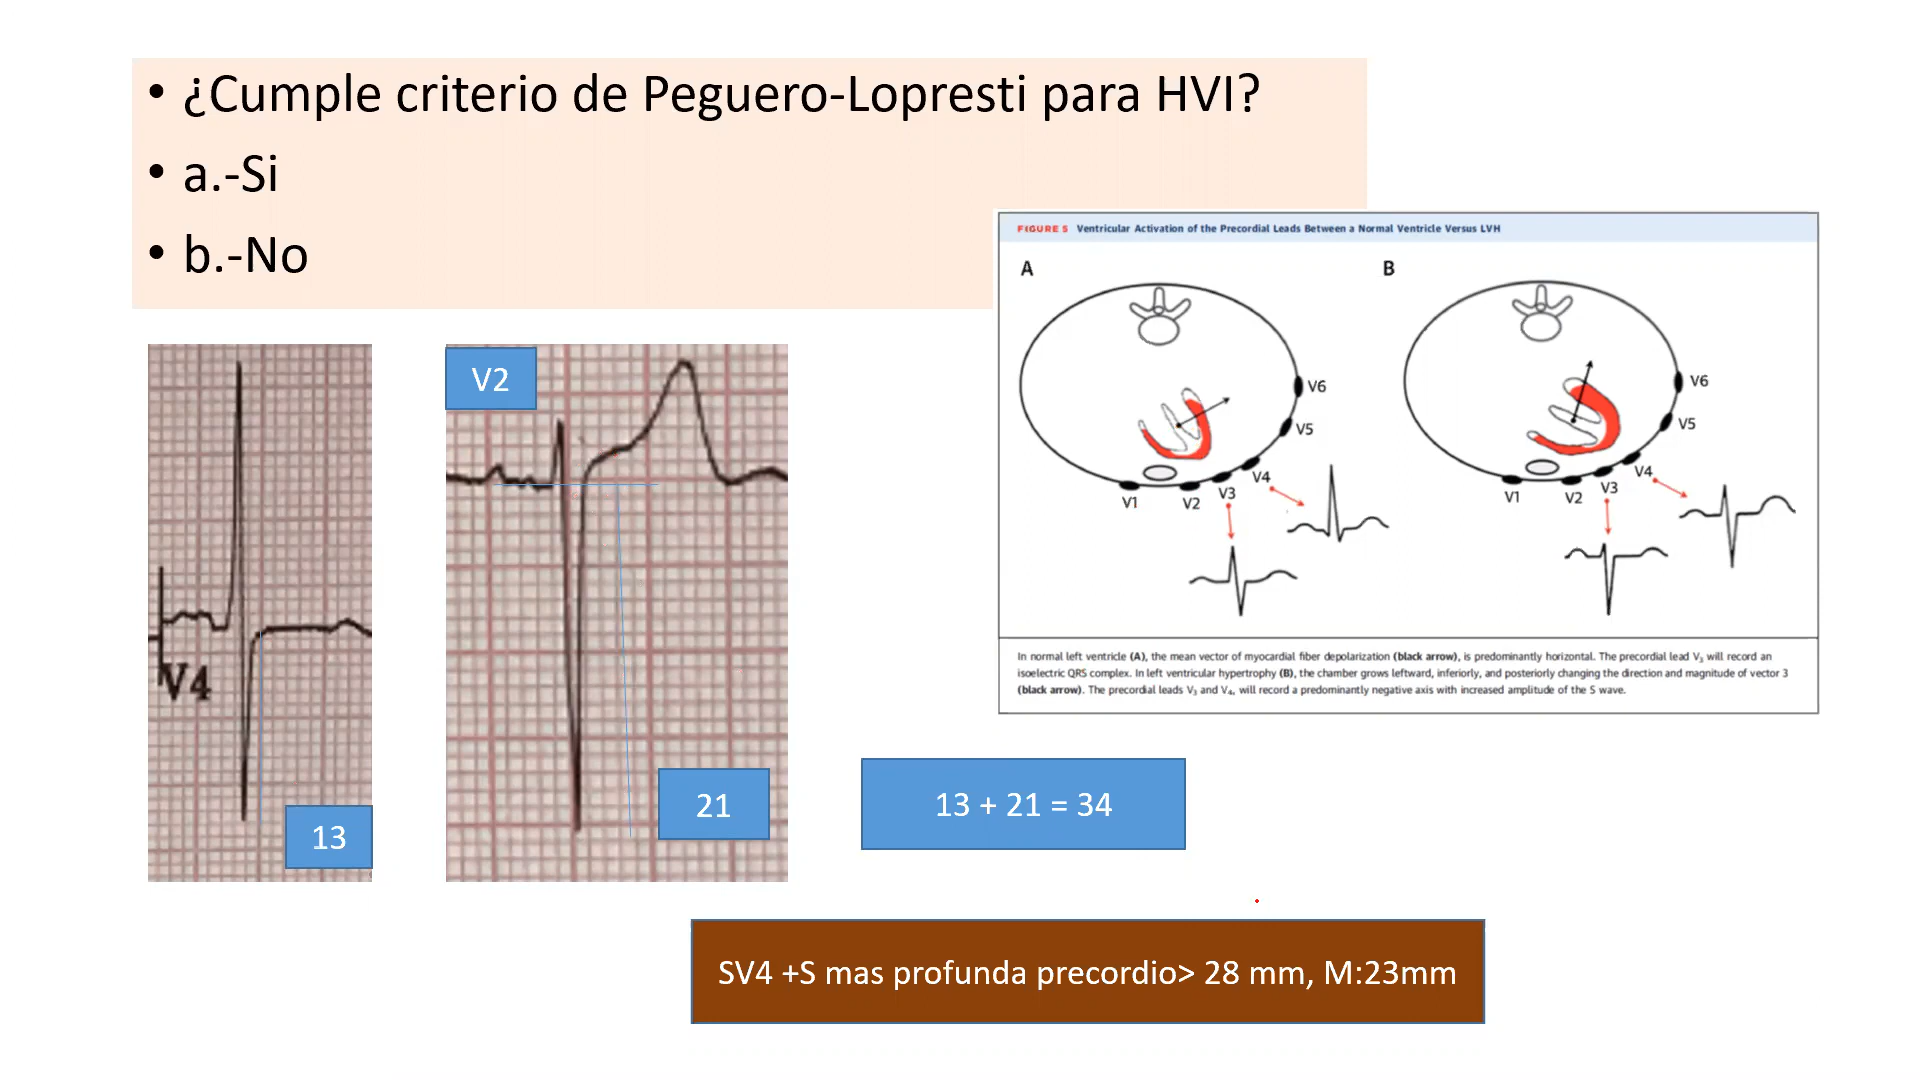 • ¿Cumple criterio de Peguero-Lopresti para HVI?
• a.-Si
• b.-No
FIGURE 5 Ventricular Activation of the Precordial Leads Between a Normal Ventricle Versus LVH
A
B
V6
V5
V4
V3
V2
V1
V6
V5
V4
V3
V2
V1
In normal left ventricle (A), the mean vector of myocardial fiber depolarization (black arrow), is predominantly horizontal. The precordial lead V3 will record an
isoelectric QRS complex. In left ventricular hypertrophy (B), the chamber grows leftward, inferiorly, and posteriorly changing the direction and magnitude of vector 3
(black arrow). The precordial leads V3 and V4, will record a predominantly negative axis with increased amplitude of the S wave.
V4
13
V2
21
13 + 21 = 34
SV4 +S mas profunda precordio> 28 mm, M:23mm